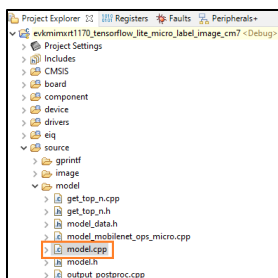 Project Explorer Registers Faults Peripherals+
evkmimxrt1170_tensorflow_lite_micro_label_image_cm7 <Debug>
Project Settings
Includes
CMSIS
board
component
device
drivers
eiq
source
gprintf
image
model
get_top_n.cpp
get_top_n.h
model_data.h
model_mobilenet_ops_micro.cpp
model.cpp
model.h
output_postproc.cpp